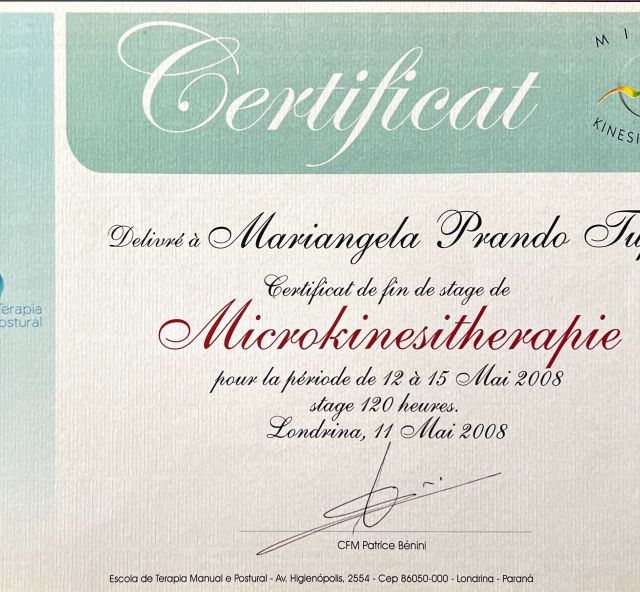 Certificat
Delivré à Mariangela Prando
Certificat de fin de stage de
Microkinesitherapie
pour la période de 12 à 15 Mai 2008
stage 120 heures.
Londrina, 11 Mai 2008
CFM Patrice Bénini
Escola de Terapia Manual e Postural - Av. Higienópolis, 2554 - Cep 86050-000 - Londrina - Paraná